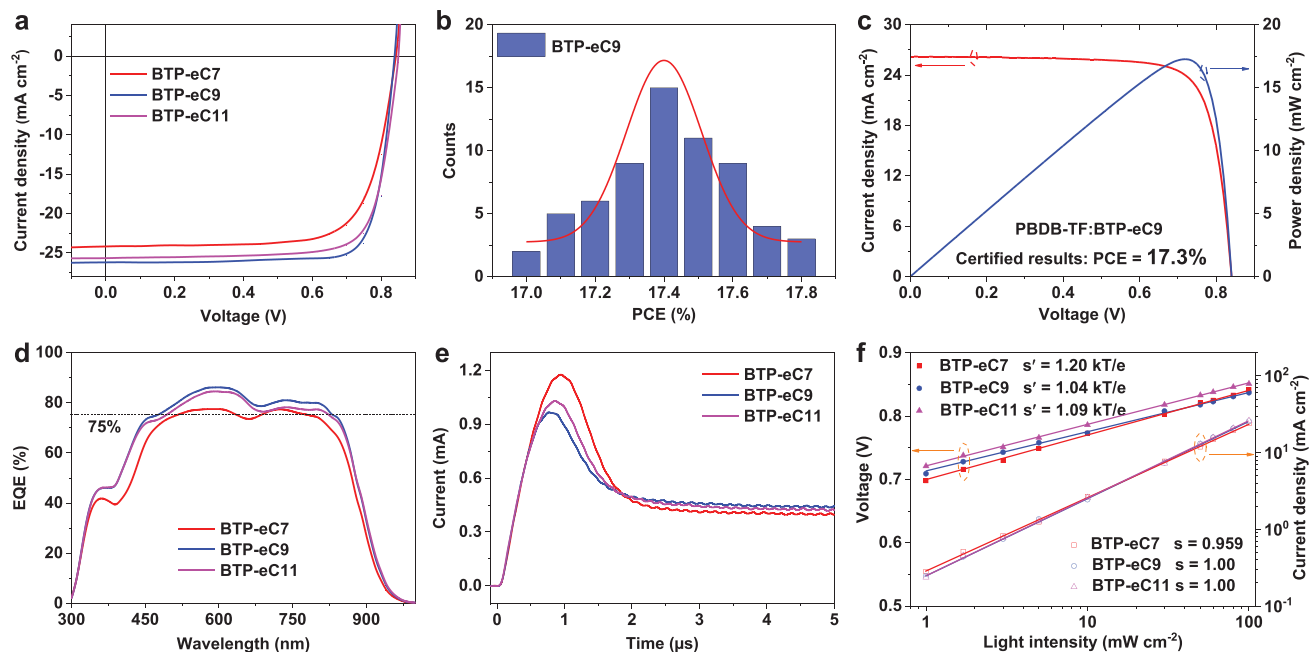 a
Current density (mA cm⁻²)
0
-5
-10
-15
-20
-25
BTP-eC7
BTP-eC9
BTP-eC11
0.0 0.2 0.4 0.6 0.8
Voltage (V)
b
Counts
20
15
10
5
0
BTP-eC9
17.0 17.2 17.4 17.6 17.8
PCE (%)
c
Current density (mA cm⁻²)
30
24
18
12
6
0
PBDB-TF:BTP-eC9
Certified results: PCE = 17.3%
20
15
10
5
0
Power density (mW cm⁻²)
0.0 0.2 0.4 0.6 0.8
Voltage (V)
d
EQE (%)
100
80
60
40
20
0
75%
BTP-eC7
BTP-eC9
BTP-eC11
300 450 600 750 900
Wavelength (nm)
e
Current (mA)
1.2
0.9
0.6
0.3
0.0
BTP-eC7
BTP-eC9
BTP-eC11
0 1 2 3 4 5
Time (µs)
f
Voltage (V)
0.9
0.8
0.7
0.6
0.5
BTP-eC7 s′ = 1.20 kT/e
BTP-eC9 s′ = 1.04 kT/e
BTP-eC11 s′ = 1.09 kT/e
BTP-eC7 s = 0.959
BTP-eC9 s = 1.00
BTP-eC11 s = 1.00
10²
10¹
10⁰
10⁻¹
Current density (mA cm⁻²)
1 10 100
Light intensity (mW cm⁻²)